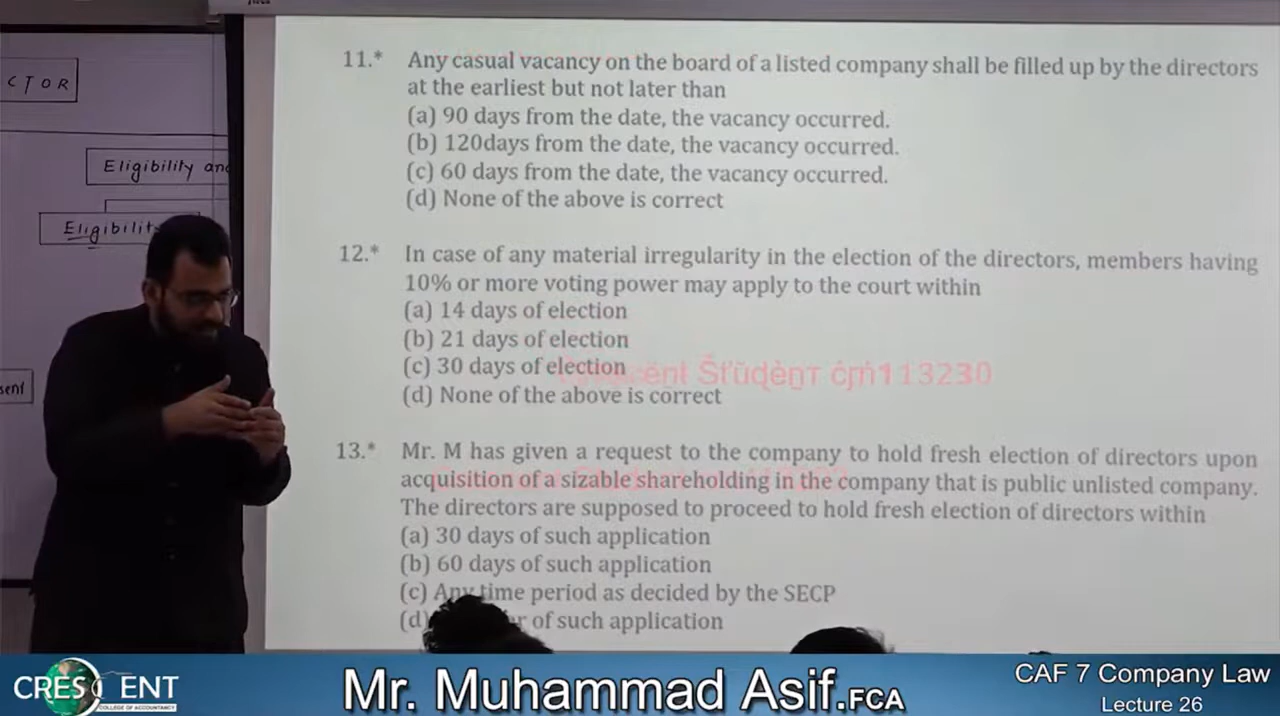 CTOR
Eligibility and
Eligibilit
sent
11.* Any casual vacancy on the board of a listed company shall be filled up by the directors
at the earliest but not later than
(a) 90 days from the date, the vacancy occurred.
(b) 120days from the date, the vacancy occurred.
(c) 60 days from the date, the vacancy occurred.
(d) None of the above is correct
12.* In case of any material irregularity in the election of the directors, members having
10% or more voting power may apply to the court within
(a) 14 days of election
(b) 21 days of election
(c) 30 days of election
(d) None of the above is correct
13.* Mr. M has given a request to the company to hold fresh election of directors upon
acquisition of a sizable shareholding in the company that is public unlisted company.
The directors are supposed to proceed to hold fresh election of directors within
(a) 30 days of such application
(b) 60 days of such application
(c) Any time period as decided by the SECP
(d) of such application
CRESCENT
COLLEGE OF ACCOUNTANCY
Mr. Muhammad Asif.FCA
CAF 7 Company Law
Lecture 26